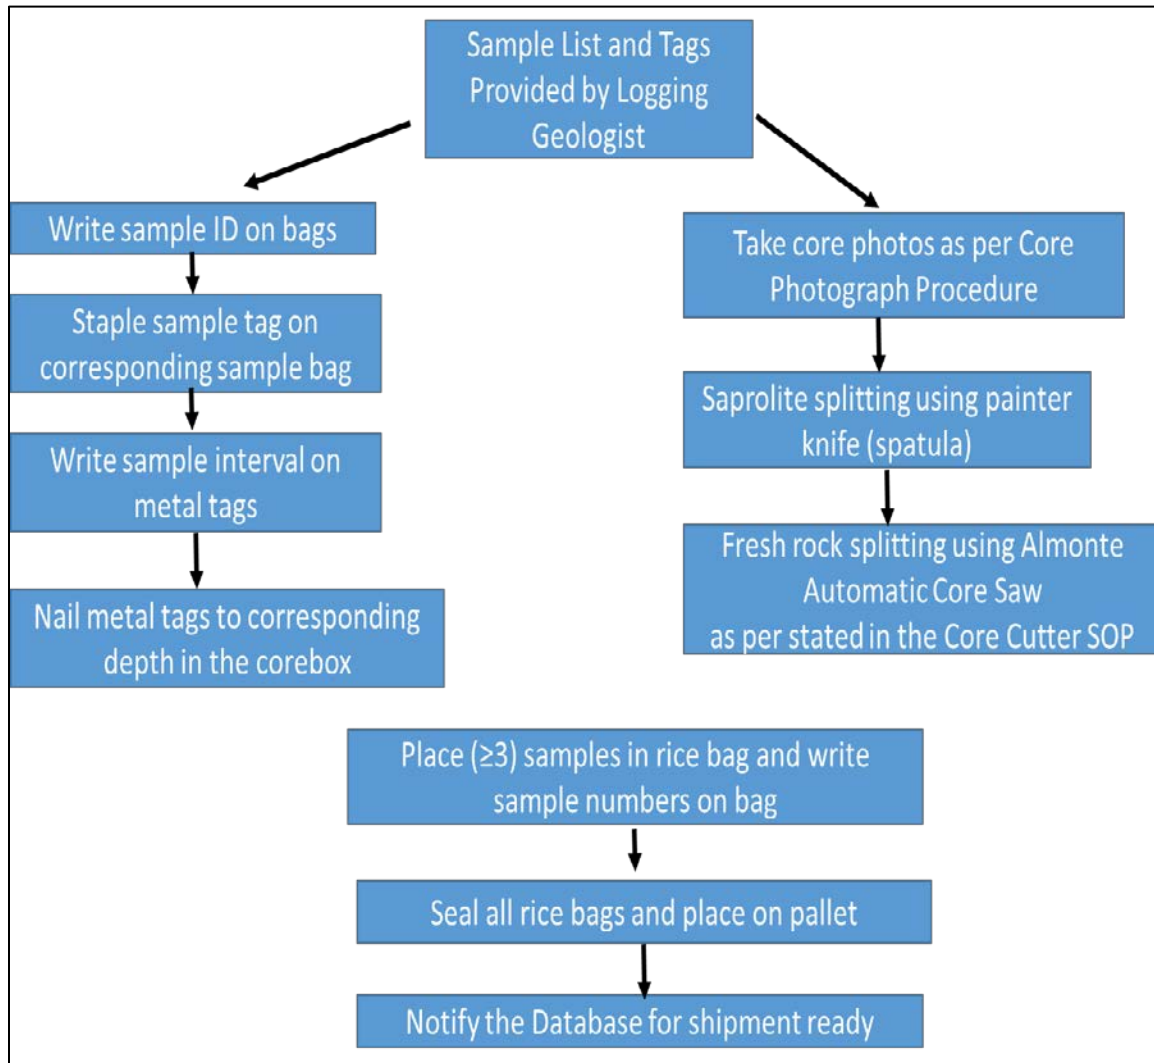 Sample List and Tags
Provided by Logging
Geologist
Write sample ID on bags
Staple sample tag on
corresponding sample bag
Write sample interval on
metal tags
Nail metal tags to corresponding
depth in the corebox
Take core photos as per Core
Photograph Procedure
Saprolite splitting using painter
knife (spatula)
Fresh rock splitting using Almonte
Automatic Core Saw
as per stated in the Core Cutter SOP
Place (≥3) samples in rice bag and write
sample numbers on bag
Seal all rice bags and place on pallet
Notify the Database for shipment ready